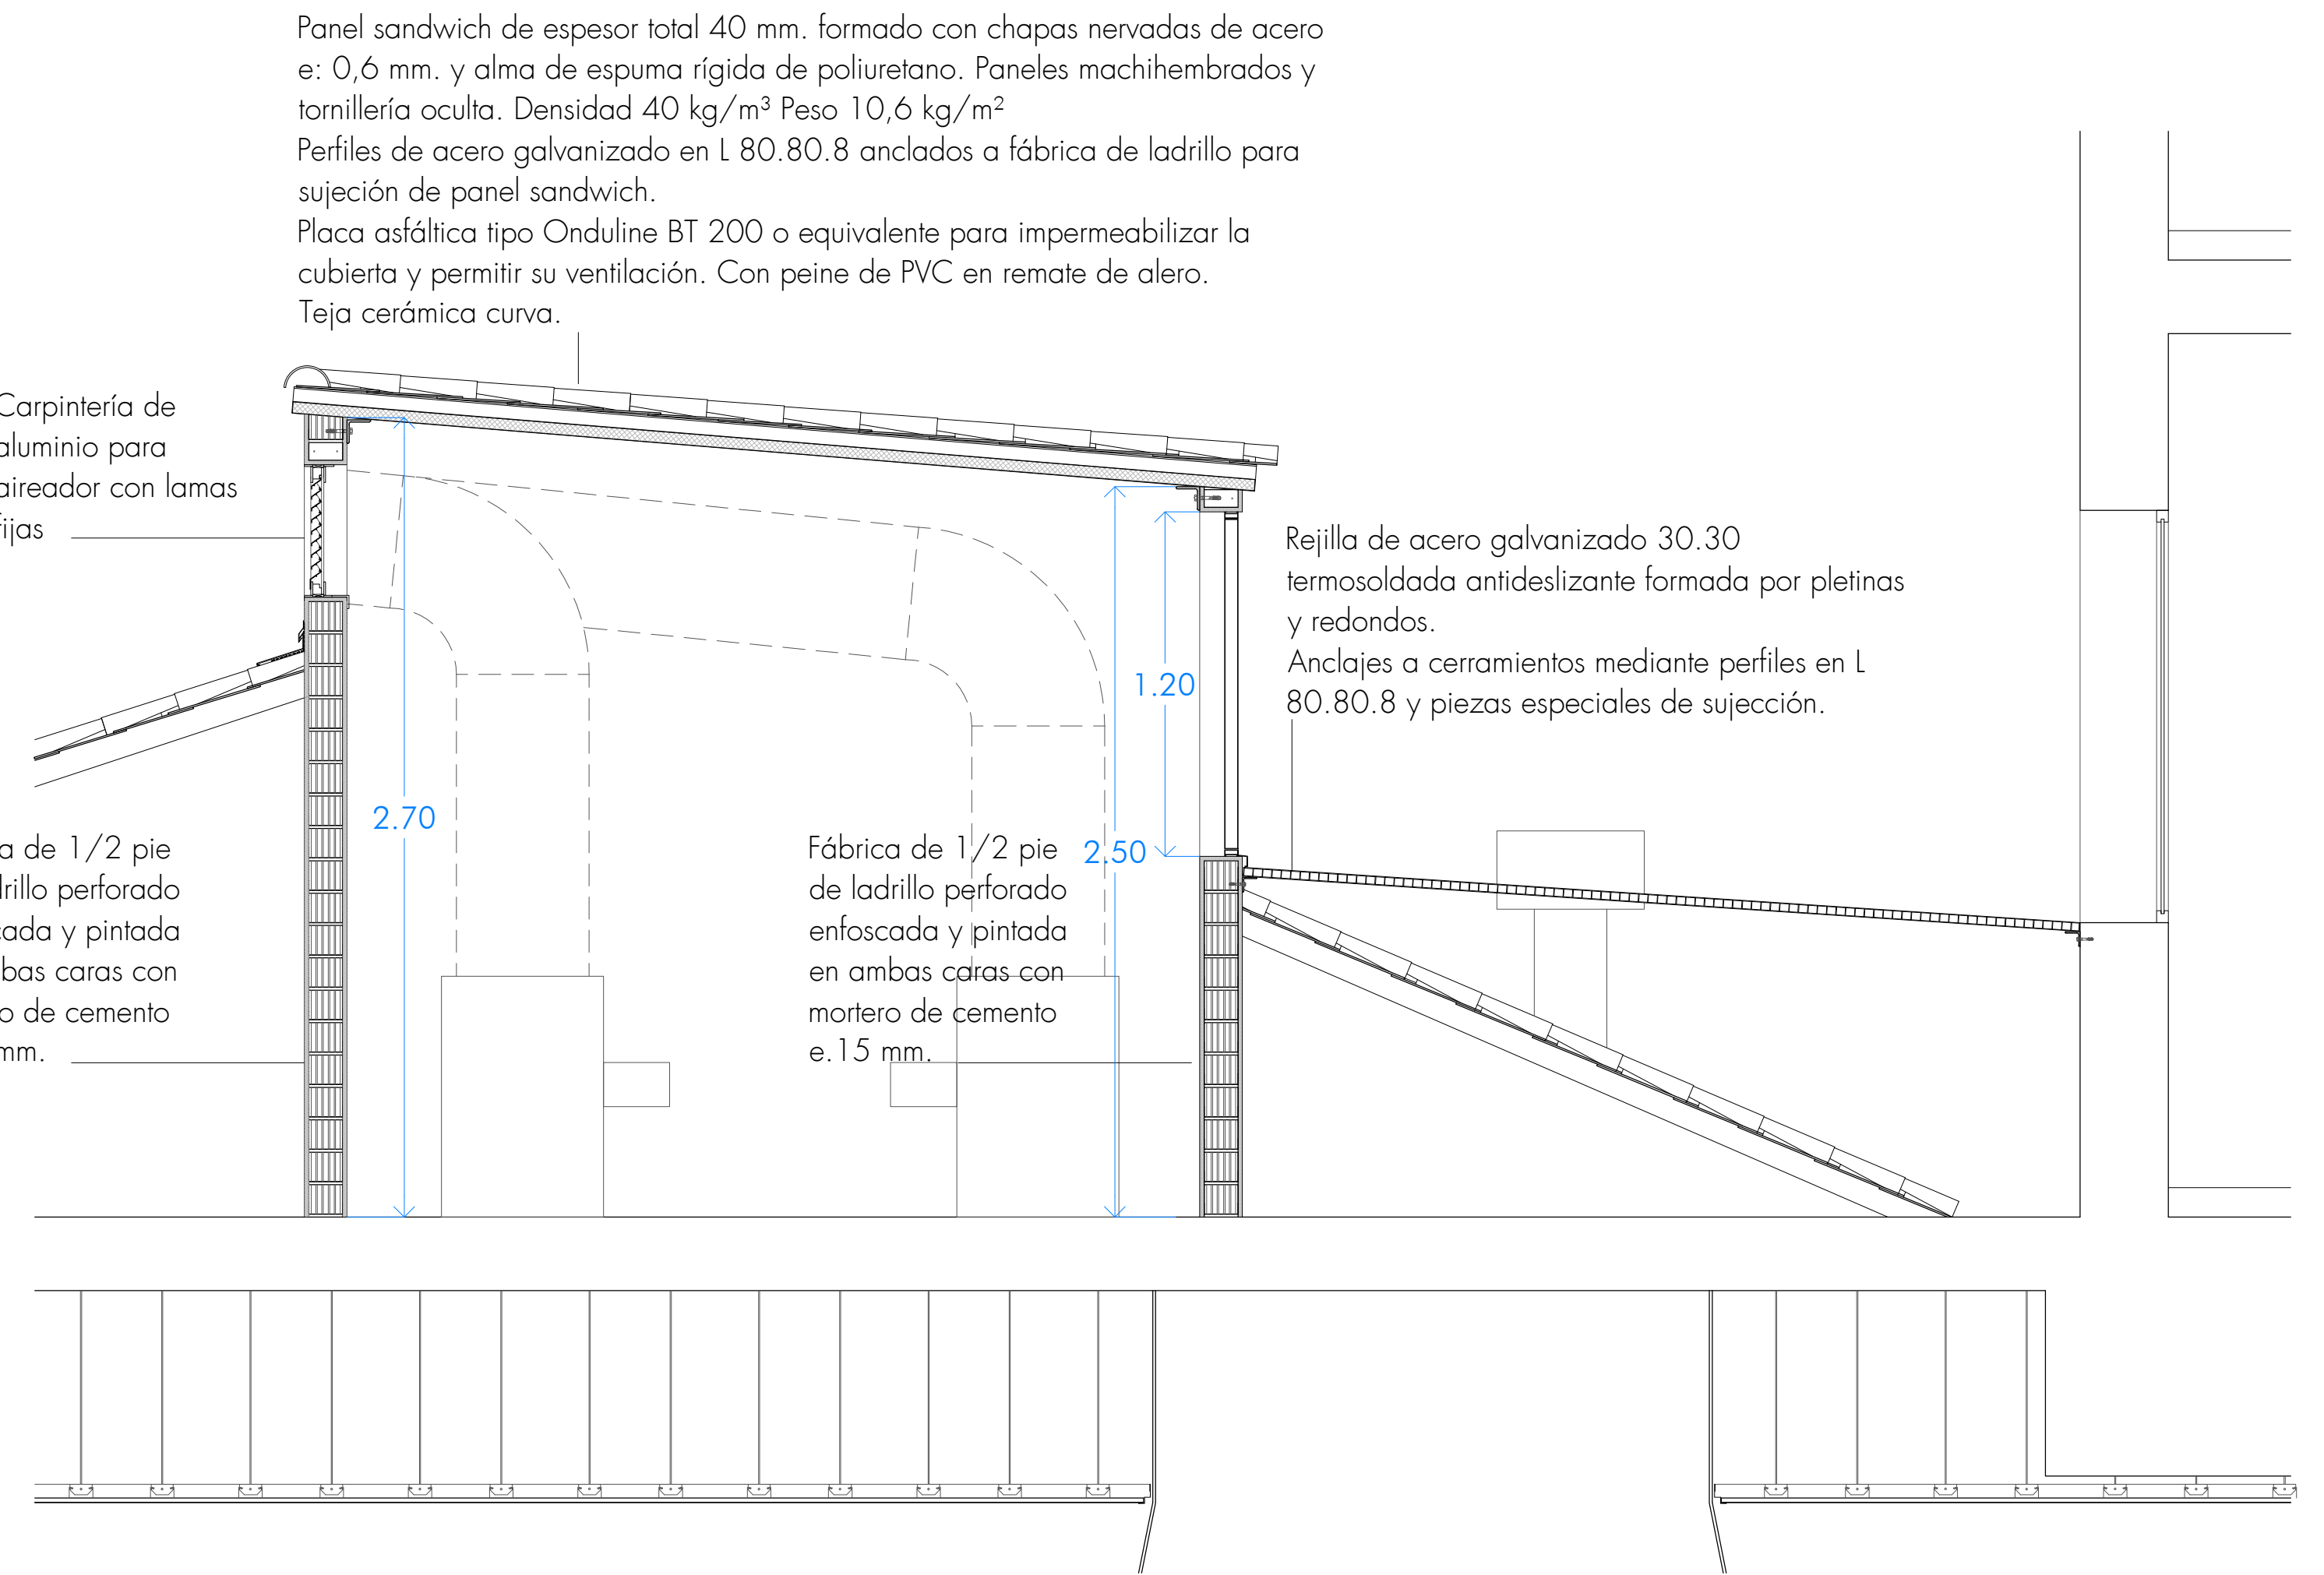 Panel sandwich de espesor total 40 mm. formado con chapas nervadas de acero
e: 0,6 mm. y alma de espuma rígida de poliuretano. Paneles machihembrados y
tornillería oculta. Densidad 40 kg/m³ Peso 10,6 kg/m²
Perfiles de acero galvanizado en L 80.80.8 anclados a fábrica de ladrillo para
sujeción de panel sandwich.
Placa asfáltica tipo Onduline BT 200 o equivalente para impermeabilizar la
cubierta y permitir su ventilación. Con peine de PVC en remate de alero.
Teja cerámica curva.
Carpintería de
aluminio para
aireador con lamas
fijas
Rejilla de acero galvanizado 30.30
termosoldada antideslizante formada por pletinas
y redondos.
Anclajes a cerramientos mediante perfiles en L
80.80.8 y piezas especiales de sujección.
1.20
2.70
2.50
a de 1/2 pie
drillo perforado
cada y pintada
bas caras con
o de cemento
mm.
Fábrica de 1/2 pie
de ladrillo perforado
enfoscada y pintada
en ambas caras con
mortero de cemento
e.15 mm.